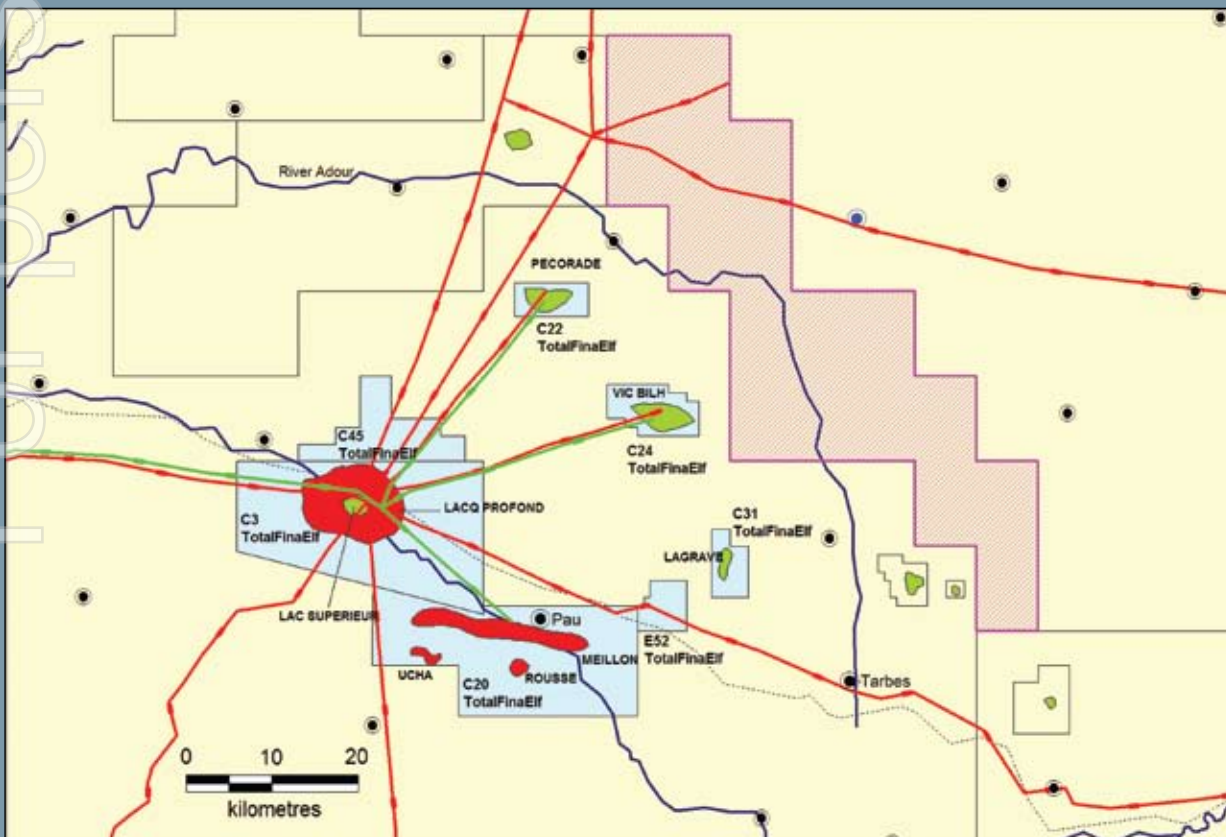 River Adour
PECORADE
C22
TotalFinaElf
VIC BILH
C24
TotalFinaElf
C45
TotalFinaElf
C3
TotalFinaElf
LACQ PROFOND
C31
TotalFinaElf
LAGRAVE
LAC SUPERIEUR
Pau
E52
TotalFinaElf
MEILLON
UCHA
ROUSSE
C20
TotalFinaElf
Tarbes
0 10 20
kilometres